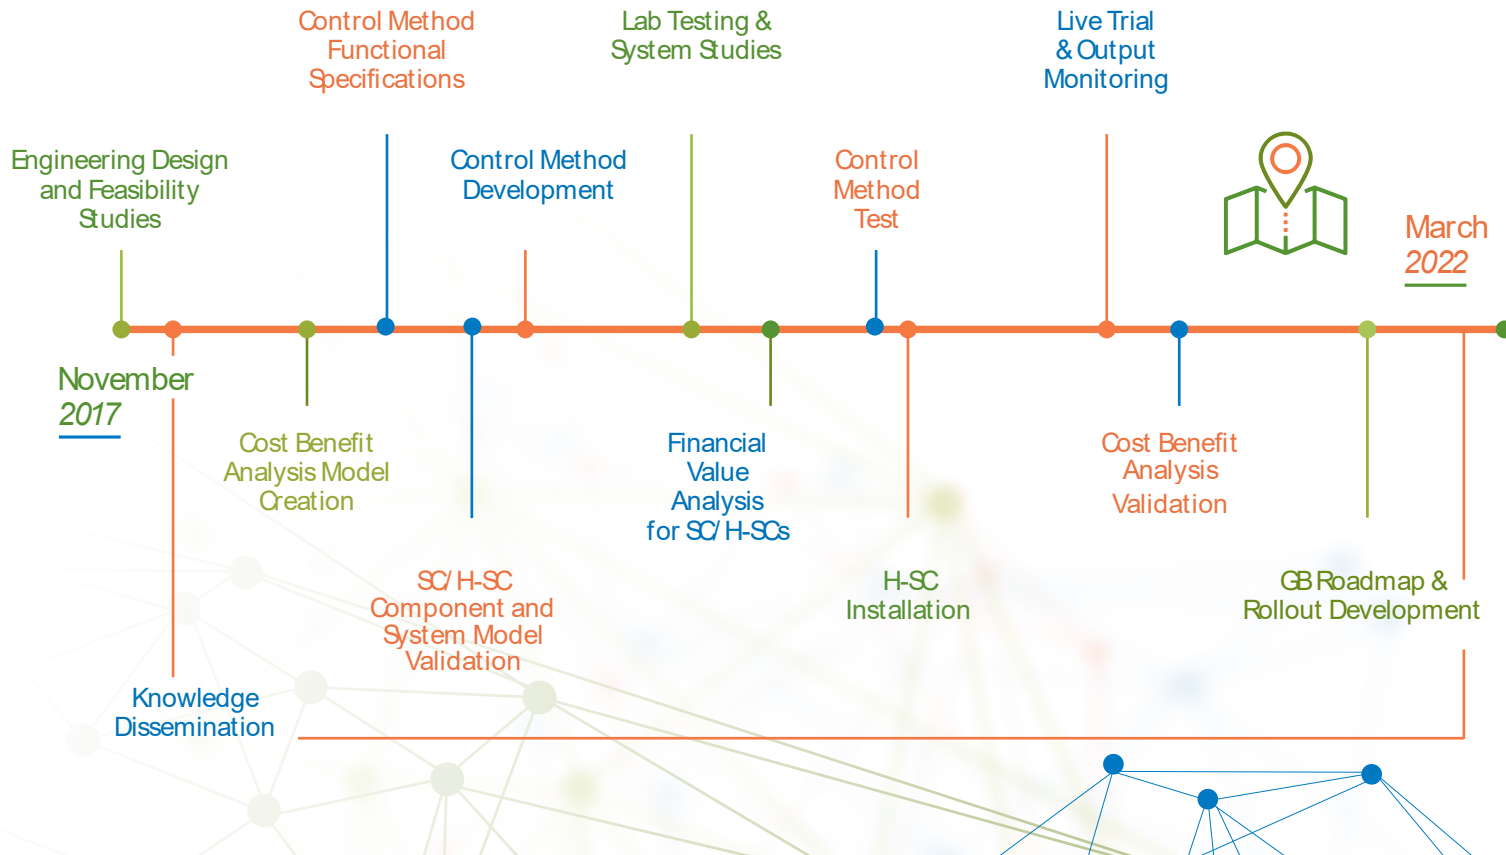 Control Method
Functional
Specifications
Lab Testing &
System Studies
Live Trial
& Output
Monitoring
Engineering Design
and Feasibility
Studies
Control Method
Development
Control
Method
Test
March
2022
November
2017
Cost Benefit
Analysis Model
Creation
Financial
Value
Analysis
for SC/H-SCs
Cost Benefit
Analysis
Validation
SC/H-SC
Component and
System Model
Validation
H-SC
Installation
GB Roadmap &
Rollout Development
Knowledge
Dissemination